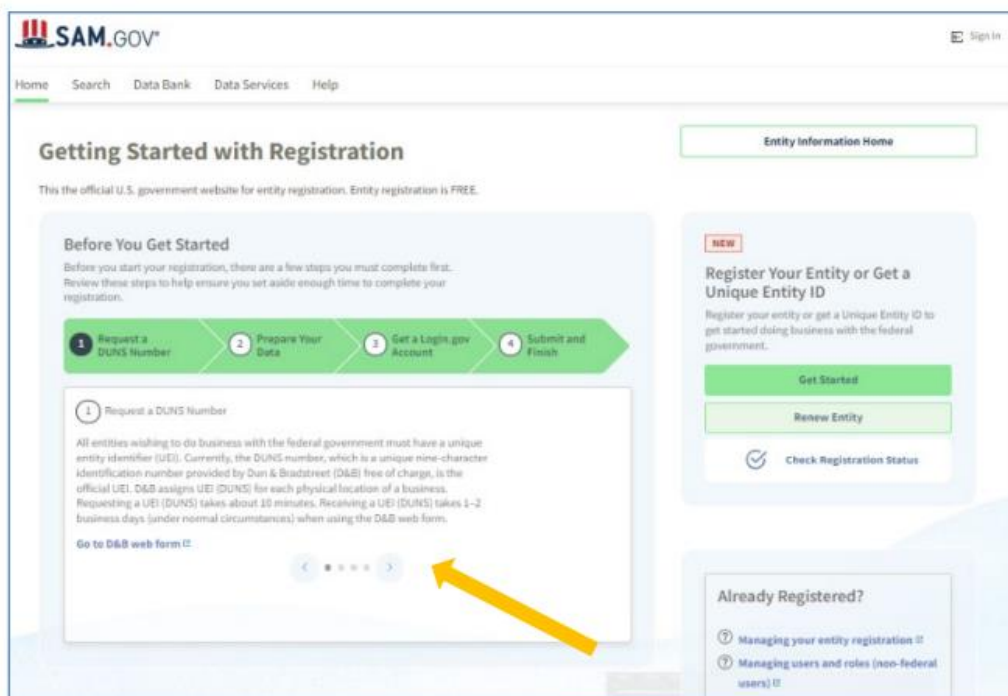 SAM.GOV®
Sign In
Home Search Data Bank Data Services Help
Getting Started with Registration
Entity Information Home
This the official U.S. government website for entity registration. Entity registration is FREE.
Before You Get Started
Before you start your registration, there are a few steps you must complete first.
Review these steps to help ensure you set aside enough time to complete your
registration.
1 Request a
DUNS Number
2 Prepare Your
Data
3 Get a Login.gov
Account
4 Submit and
Finish
1 Request a DUNS Number
All entities wishing to do business with the federal government must have a unique
entity identifier (UEI). Currently, the DUNS number, which is a unique nine-character
identification number provided by Dun & Bradstreet (D&B) free of charge, is the
official UEI. D&B assigns UEI (DUNS) for each physical location of a business.
Requesting a UEI (DUNS) takes about 10 minutes. Receiving a UEI (DUNS) takes 1–2
business days (under normal circumstances) when using the D&B web form.
Go to D&B web form
NEW
Register Your Entity or Get a
Unique Entity ID
Register your entity or get a Unique Entity ID to
get started doing business with the federal
government.
Get Started
Renew Entity
Check Registration Status
Already Registered?
Managing your entity registration
Managing users and roles (non-federal
users)